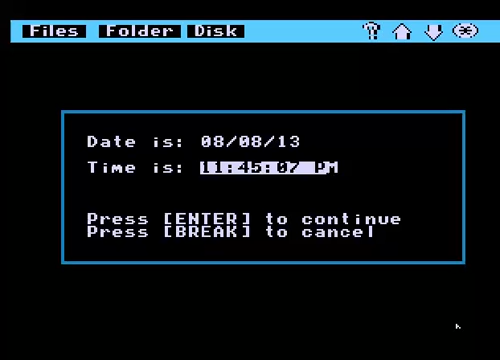 Files Folder Disk
Date is: 08/08/13
Time is: 11:45:07 PM
Press [ENTER] to continue
Press [BREAK] to cancel